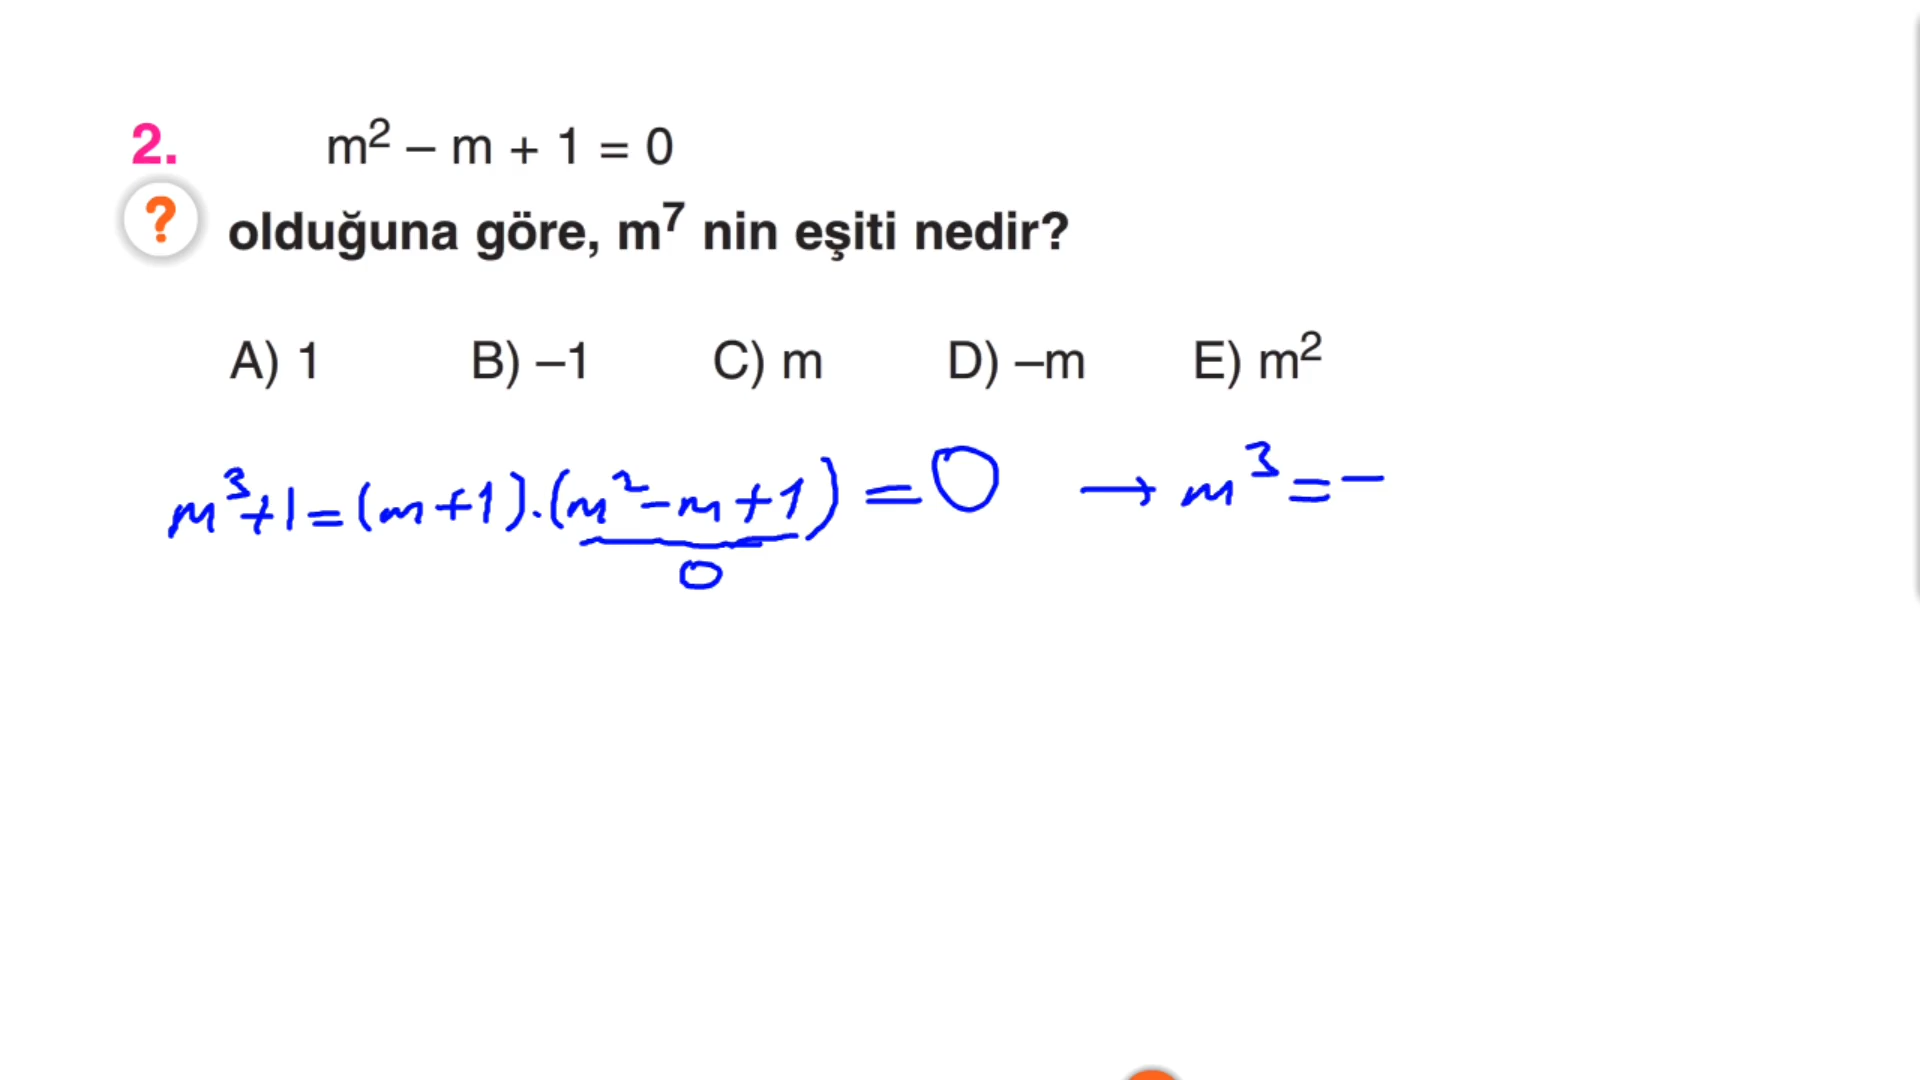 2. m² – m + 1 = 0
? olduğuna göre, m⁷ nin eşiti nedir?
A) 1 B) –1 C) m D) –m E) m²
m³+1=(m+1).(m²-m+1)=0 → m³=-
0